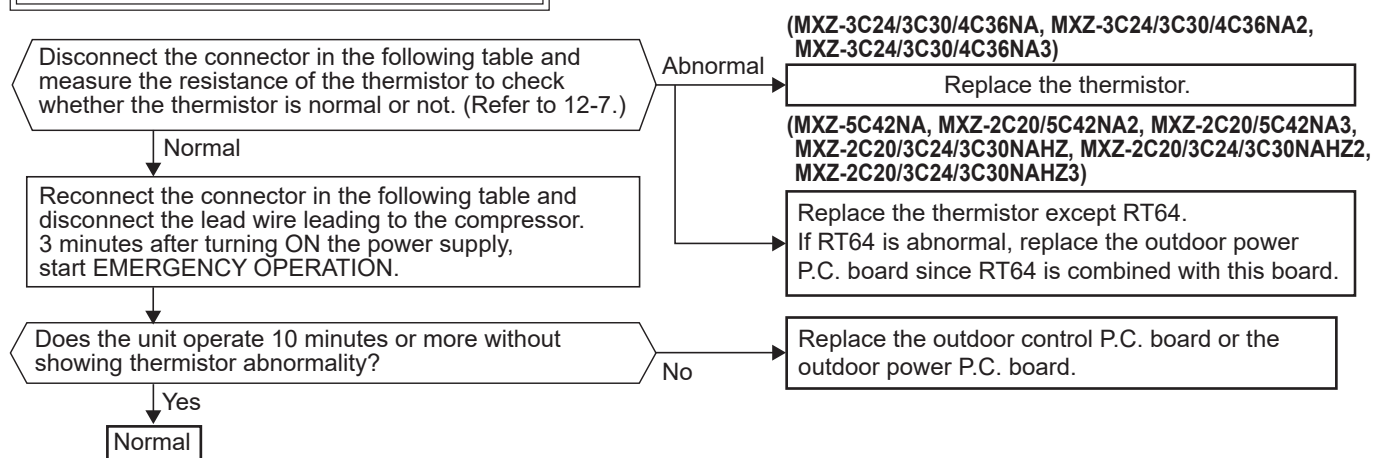 Disconnect the connector in the following table and
measure the resistance of the thermistor to check
whether the thermistor is normal or not. (Refer to 12-7.)
Abnormal
(MXZ-3C24/3C30/4C36NA, MXZ-3C24/3C30/4C36NA2,
MXZ-3C24/3C30/4C36NA3)
Replace the thermistor.
(MXZ-5C42NA, MXZ-2C20/5C42NA2, MXZ-2C20/5C42NA3,
MXZ-2C20/3C24/3C30NAHZ, MXZ-2C20/3C24/3C30NAHZ2,
MXZ-2C20/3C24/3C30NAHZ3)
Replace the thermistor except RT64.
If RT64 is abnormal, replace the outdoor power
P.C. board since RT64 is combined with this board.
Normal
Reconnect the connector in the following table and
disconnect the lead wire leading to the compressor.
3 minutes after turning ON the power supply,
start EMERGENCY OPERATION.
Does the unit operate 10 minutes or more without
showing thermistor abnormality?
No
Replace the outdoor control P.C. board or the
outdoor power P.C. board.
Yes
Normal